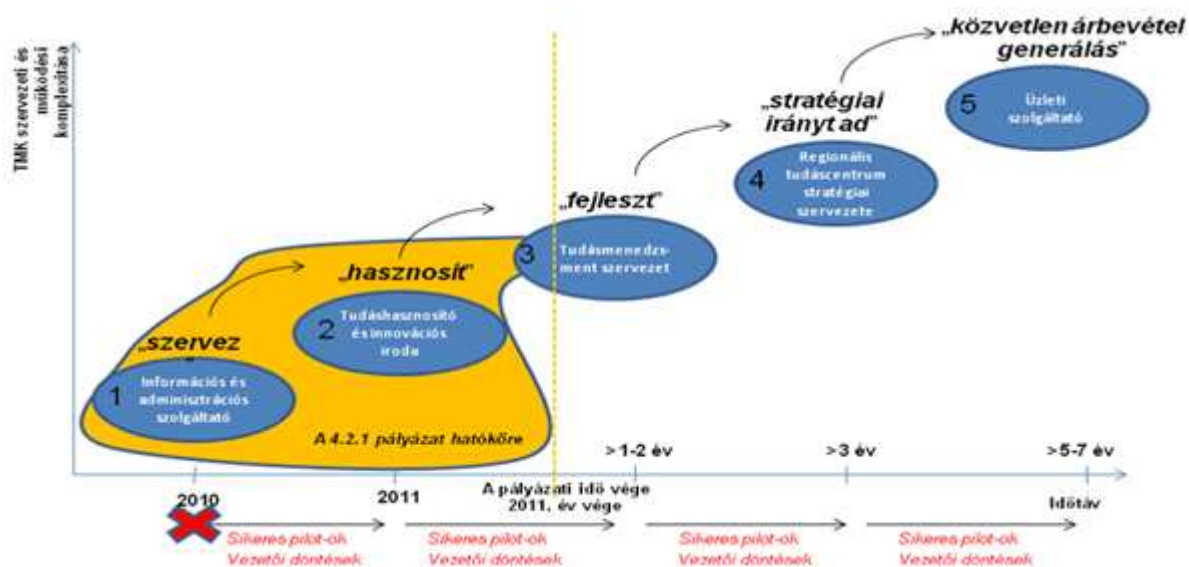 TMK szervezeti és
működési
komplexitása
„közvetlen árbevétel
generálás”
5
Üzleti
szolgáltató
„stratégiai
irányt ad”
4
Regionális
tudáscentrum
stratégiai
szervezete
„fejleszt”
3
Tudásmenedzs-
ment szervezet
„hasznosít”
2
Tudáshasznosító
és innovációs
iroda
„szervez
”
1
Információs és
adminisztrációs
szolgáltató
A 4.2.1 pályázat hatóköre
>1-2 év
>3 év
>5-7 év
2010
2011
A pályázati idő vége
2011. év vége
Időtáv
Sikeres pilot-ok
Vezetői döntések
Sikeres pilot-ok
Vezetői döntések
Sikeres pilot-ok
Vezetői döntések
Sikeres pilot-ok
Vezetői döntések